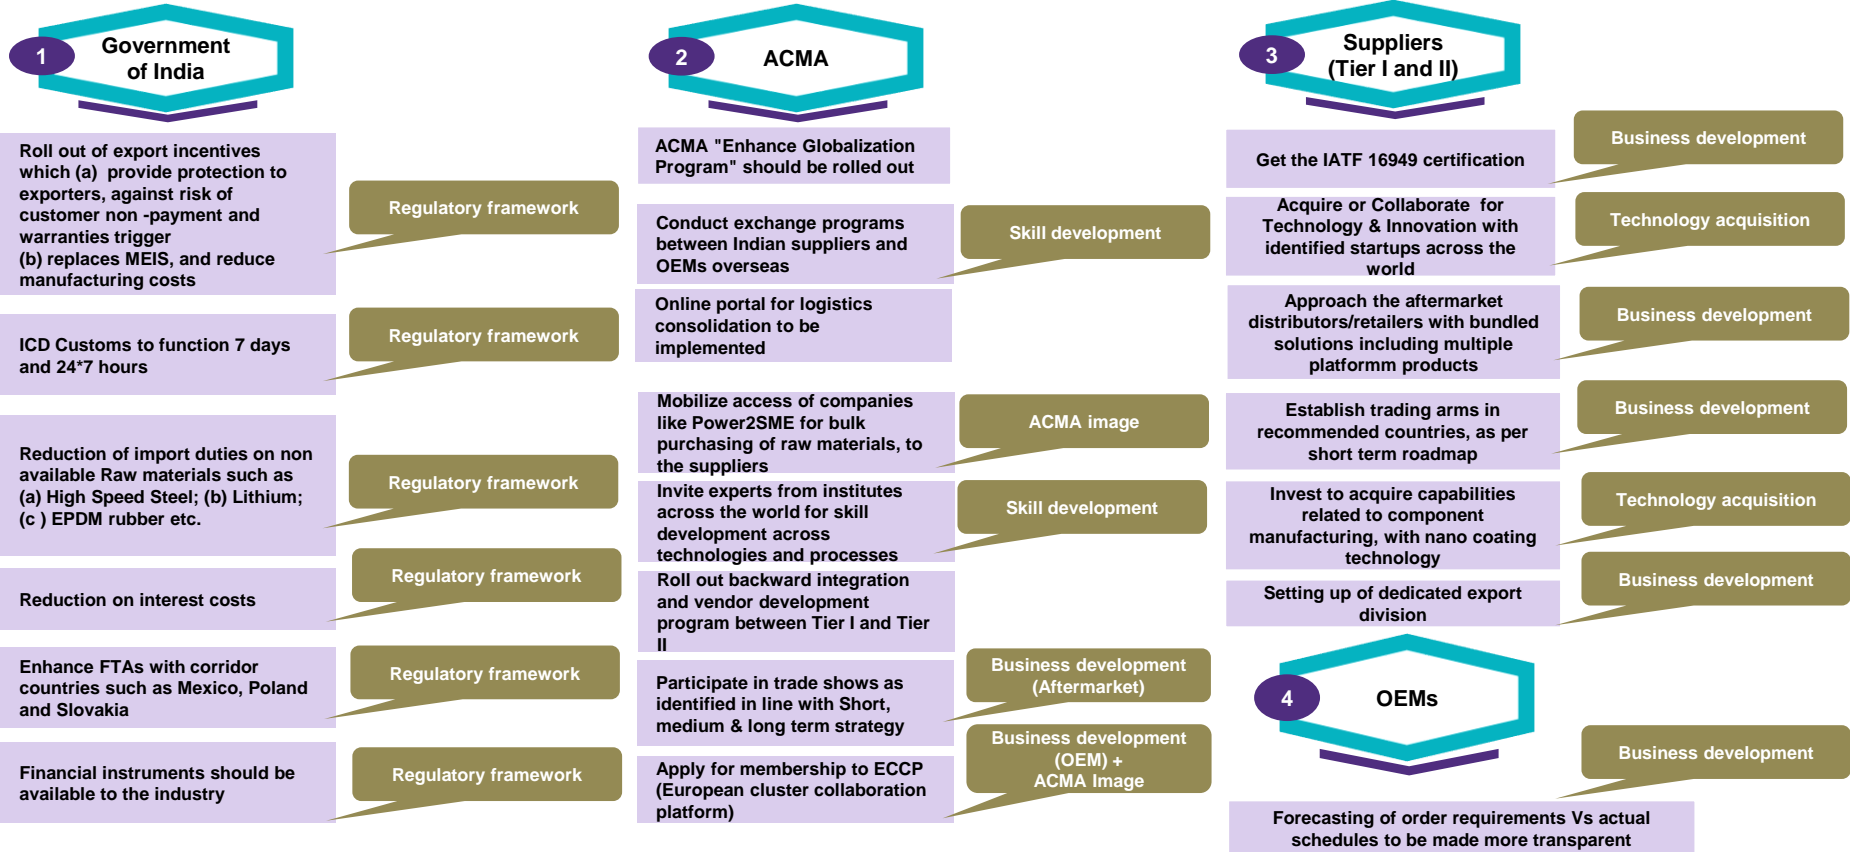 1
Government
of India
Roll out of export incentives
which (a) provide protection to
exporters, against risk of
customer non -payment and
warranties trigger
(b) replaces MEIS, and reduce
manufacturing costs
Regulatory framework
ICD Customs to function 7 days
and 24*7 hours
Regulatory framework
Reduction of import duties on non
available Raw materials such as
(a) High Speed Steel; (b) Lithium;
(c ) EPDM rubber etc.
Regulatory framework
Reduction on interest costs
Regulatory framework
Enhance FTAs with corridor
countries such as Mexico, Poland
and Slovakia
Regulatory framework
Financial instruments should be
available to the industry
Regulatory framework
2
ACMA
ACMA "Enhance Globalization
Program" should be rolled out
Conduct exchange programs
between Indian suppliers and
OEMs overseas
Skill development
Online portal for logistics
consolidation to be
implemented
Mobilize access of companies
like Power2SME for bulk
purchasing of raw materials, to
the suppliers
ACMA image
Invite experts from institutes
across the world for skill
development across
technologies and processes
Skill development
Roll out backward integration
and vendor development
program between Tier I and Tier
II
Participate in trade shows as
identified in line with Short,
medium & long term strategy
Business development
(Aftermarket)
Apply for membership to ECCP
(European cluster collaboration
platform)
Business development
(OEM) +
ACMA Image
3
Suppliers
(Tier I and II)
Get the IATF 16949 certification
Business development
Acquire or Collaborate for
Technology & Innovation with
identified startups across the
world
Technology acquisition
Approach the aftermarket
distributors/retailers with bundled
solutions including multiple
platformm products
Business development
Establish trading arms in
recommended countries, as per
short term roadmap
Business development
Invest to acquire capabilities
related to component
manufacturing, with nano coating
technology
Technology acquisition
Setting up of dedicated export
division
Business development
4
OEMs
Business development
Forecasting of order requirements Vs actual
schedules to be made more transparent